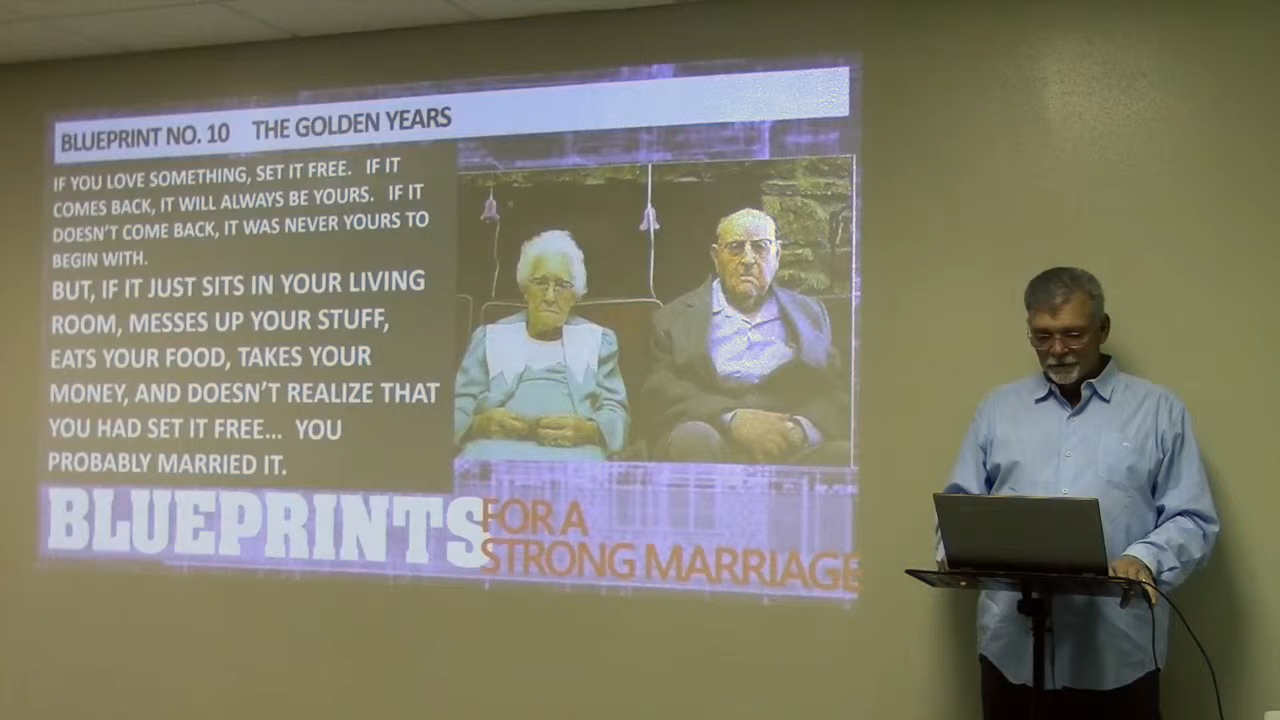 BLUEPRINT NO. 10 THE GOLDEN YEARS
IF YOU LOVE SOMETHING, SET IT FREE. IF IT
COMES BACK, IT WILL ALWAYS BE YOURS. IF IT
DOESN'T COME BACK, IT WAS NEVER YOURS TO
BEGIN WITH.
BUT, IF IT JUST SITS IN YOUR LIVING
ROOM, MESSES UP YOUR STUFF,
EATS YOUR FOOD, TAKES YOUR
MONEY, AND DOESN'T REALIZE THAT
YOU HAD SET IT FREE... YOU
PROBABLY MARRIED IT.
BLUEPRINTS
FOR A
STRONG MARRIAGE